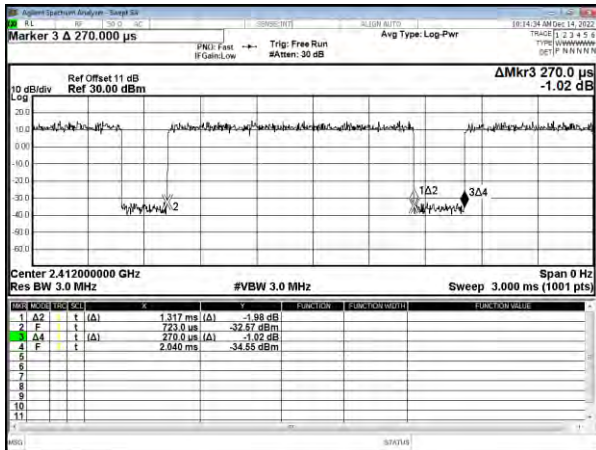 Agilent Spectrum Analyzer - Swept SA
RL RF 50 Ω AC SENSE:INT ALIGN AUTO 10:14:34 AM Dec 14, 2022
Marker 3 Δ 270.000 µs
PNO: Fast Trig: Free Run Avg Type: Log-Pwr TRACE 1 2 3 4 5 6
IFGain:Low #Atten: 30 dB TYPE WWWWWW
DET P N N N N N
Ref Offset 11 dB ΔMkr3 270.0 µs
10 dB/div Ref 30.00 dBm -1.02 dB
Log
20.0
10.0
0.00
-10.0
-20.0
-30.0
-40.0
-50.0
-60.0
2
1Δ2
3Δ4
Center 2.412000000 GHz Span 0 Hz
Res BW 3.0 MHz #VBW 3.0 MHz Sweep 3.000 ms (1001 pts)
MKR MODE TRC SCL X Y FUNCTION FUNCTION WIDTH FUNCTION VALUE
1 Δ2 t (Δ) 1.317 ms (Δ) -1.98 dB
2 F t 723.0 us -32.57 dBm
3 Δ4 t (Δ) 270.0 us (Δ) -1.02 dB
4 F t 2.040 ms -34.55 dBm
5
6
7
8
9
10
11
MSG STATUS